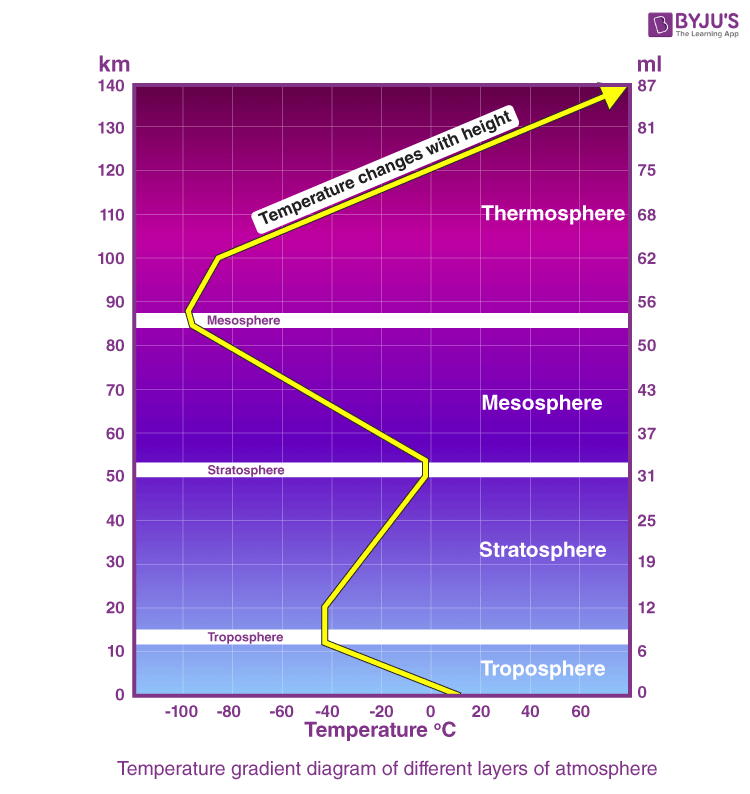 BYJU'S
The Learning App
km
ml
140
87
130
81
120
75
110
68
100
62
90
56
80
50
70
43
60
37
50
31
40
25
30
19
20
12
10
6
0
0
Temperature changes with height
Thermosphere
Mesosphere
Mesosphere
Stratosphere
Stratosphere
Troposphere
Troposphere
-100 -80 -60 -40 -20 0 20 40 60
Temperature °C
Temperature gradient diagram of different layers of atmosphere